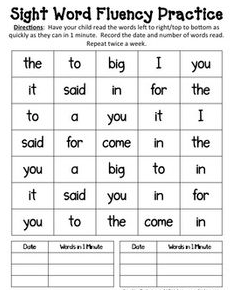 Sight Word Fluency Practice
Directions: Have your child read the words left to right/top to bottom as
quickly as they can in 1 minute. Record the date and number of words read.
Repeat twice a week.
the to big I you
it said in for the
to a you it I
said for come in the
you a big to in
it said you in for
you to the come in
Date Words in 1 Minute Date Words in 1 Minute